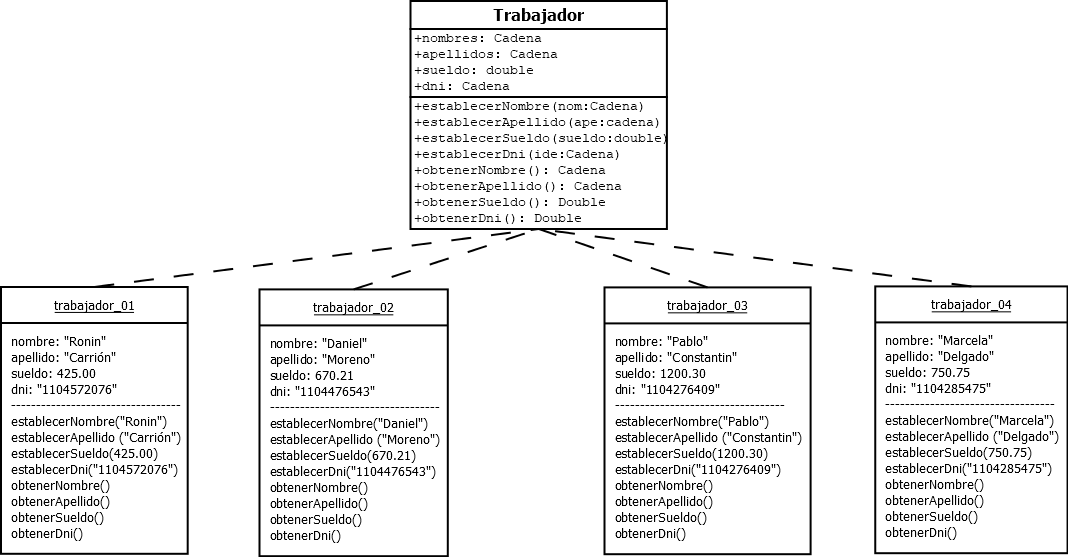 Trabajador
+nombres: Cadena
+apellidos: Cadena
+sueldo: double
+dni: Cadena
+establecerNombre(nom:Cadena)
+establecerApellido(ape:cadena)
+establecerSueldo(sueldo:double)
+establecerDni(ide:Cadena)
+obtenerNombre(): Cadena
+obtenerApellido(): Cadena
+obtenerSueldo(): Double
+obtenerDni(): Double
trabajador_01
nombre: "Ronin"
apellido: "Carrión"
sueldo: 425.00
dni: "1104572076"
----------------------------------
establecerNombre("Ronin")
establecerApellido ("Carrión")
establecerSueldo(425.00)
establecerDni("1104572076")
obtenerNombre()
obtenerApellido()
obtenerSueldo()
obtenerDni()
trabajador_02
nombre: "Daniel"
apellido: "Moreno"
sueldo: 670.21
dni: "1104476543"
----------------------------------
establecerNombre("Daniel")
establecerApellido ("Moreno")
establecerSueldo(670.21)
establecerDni("1104476543")
obtenerNombre()
obtenerApellido()
obtenerSueldo()
obtenerDni()
trabajador_03
nombre: "Pablo"
apellido: "Constantin"
sueldo: 1200.30
dni: "1104276409"
----------------------------------
establecerNombre("Pablo")
establecerApellido ("Constantin")
establecerSueldo(1200.30)
establecerDni("1104276409")
obtenerNombre()
obtenerApellido()
obtenerSueldo()
obtenerDni()
trabajador_04
nombre: "Marcela"
apellido: "Delgado"
sueldo: 750.75
dni: "1104285475"
----------------------------------
establecerNombre("Marcela")
establecerApellido ("Delgado")
establecerSueldo(750.75)
establecerDni("1104285475")
obtenerNombre()
obtenerApellido()
obtenerSueldo()
obtenerDni()